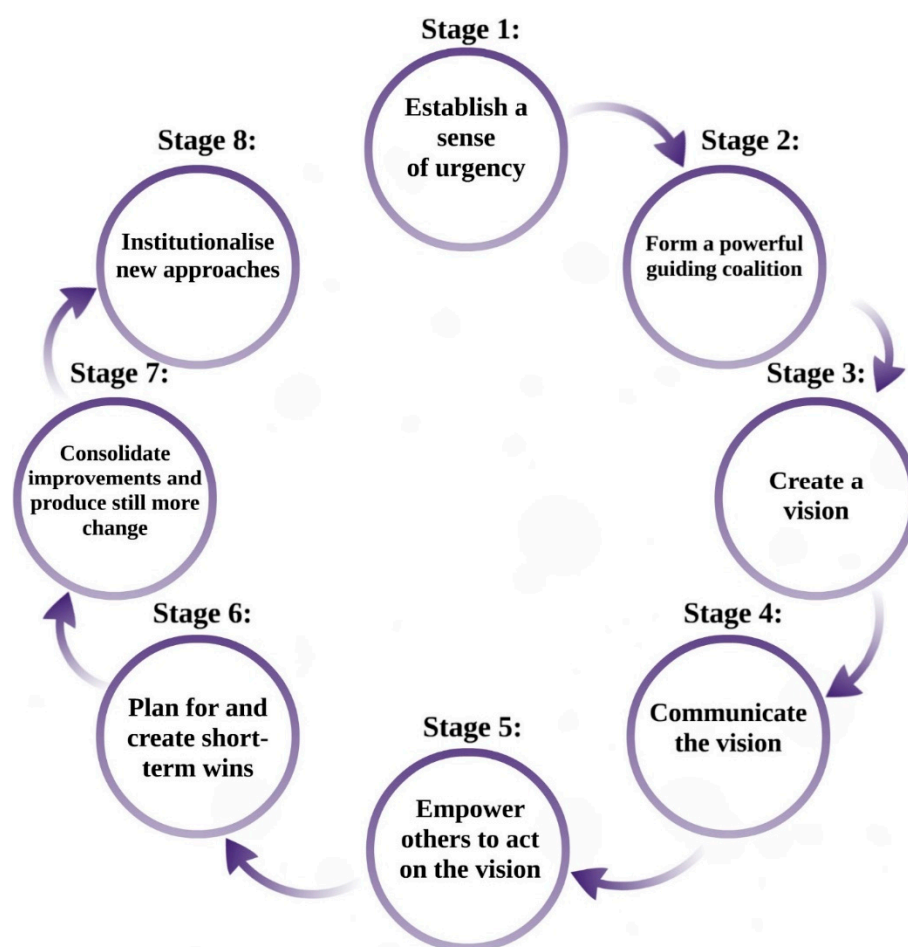 Stage 1:
Establish a
sense
of urgency
Stage 2:
Form a powerful
guiding coalition
Stage 3:
Create a
vision
Stage 4:
Communicate
the vision
Stage 5:
Empower
others to act
on the vision
Stage 6:
Plan for and
create short-
term wins
Stage 7:
Consolidate
improvements and
produce still more
change
Stage 8:
Institutionalise
new approaches